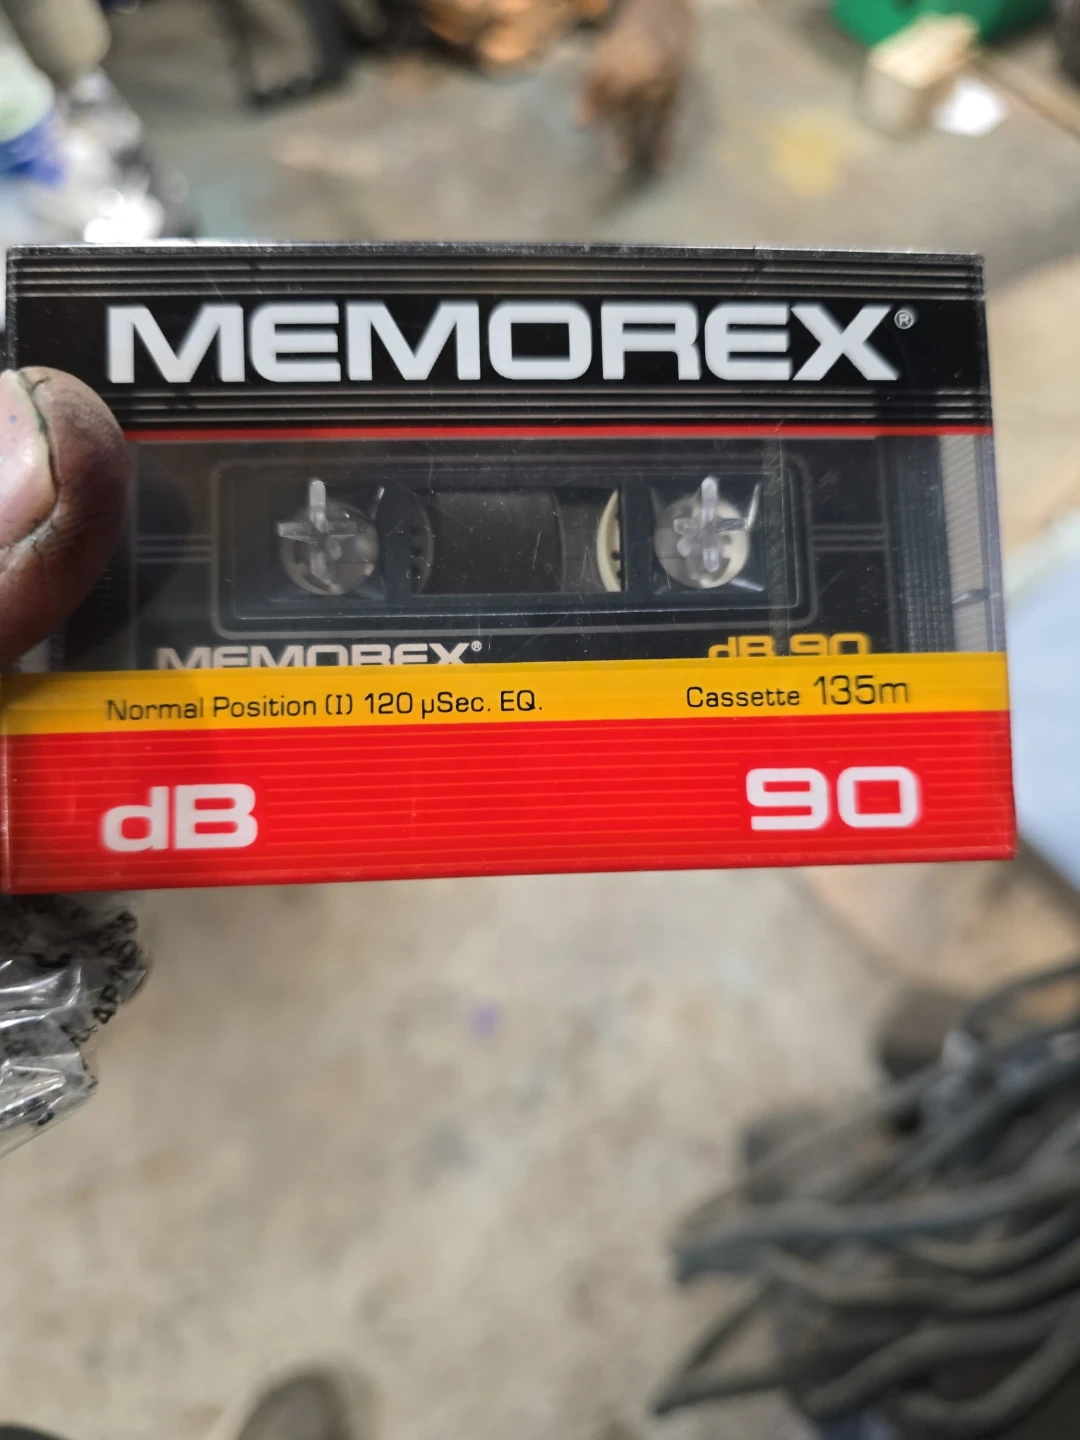 MEMOREX®
MEMOREX® dB 90
Normal Position (I) 120 µSec. EQ. Cassette 135m
dB 90